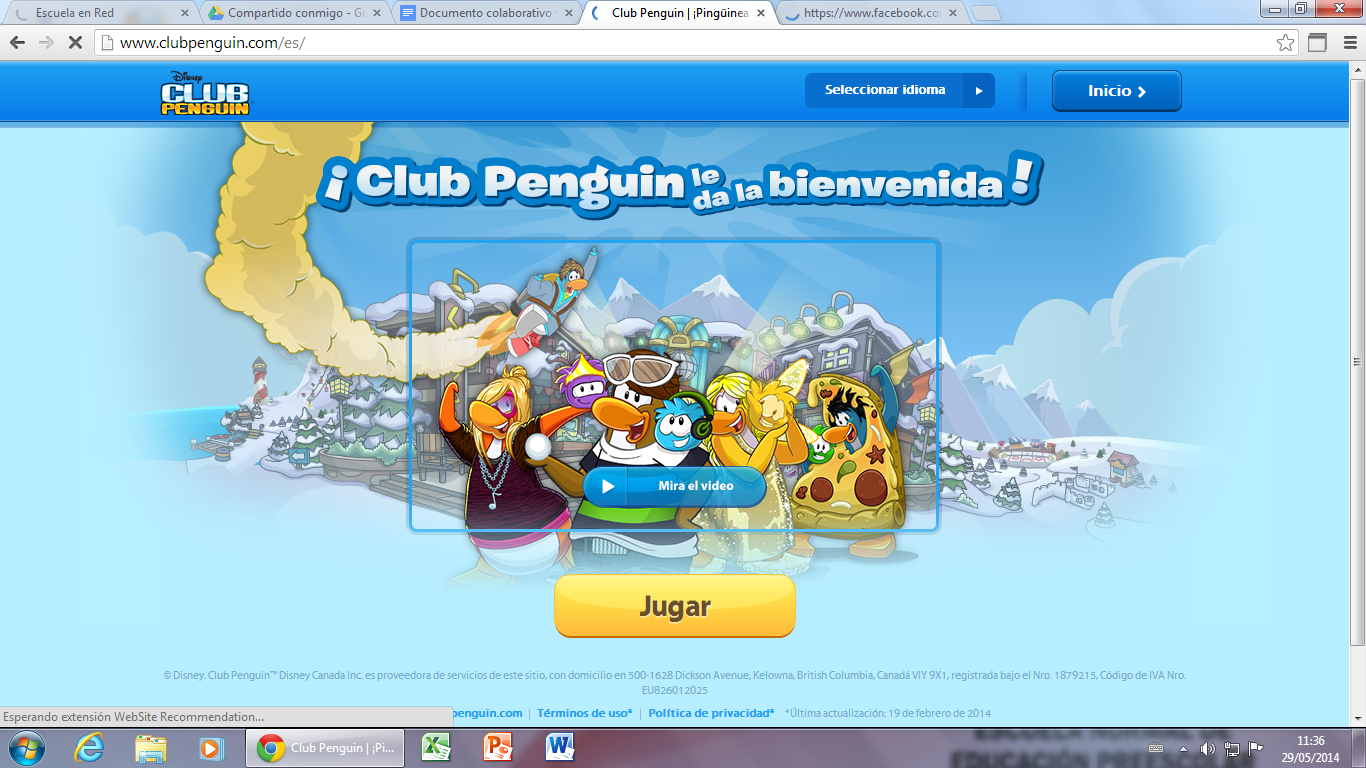 Escuela en Red
Compartido conmigo - G
Documento colaborativo
Club Penguin | ¡Pingüinea
https://www.facebook.co
www.clubpenguin.com/es/
Disney
CLUB
PENGUIN
Seleccionar idioma
Inicio
¡Club Penguin le da la bienvenida!
Mira el video
Jugar
© Disney. Club Penguin™ Disney Canada Inc. es proveedora de servicios de este sitio, con domicilio en 500-1628 Dickson Avenue, Kelowna, British Columbia, Canadá VIY 9X1, registrada bajo el Nro. 1879215, Código de IVA Nro.
EU826012025
penguin.com | Términos de uso* | Política de privacidad* *Última actualización: 19 de febrero de 2014
Esperando extensión WebSite Recommendation...
Club Penguin | ¡Pi...
11:36
29/05/2014
ESCUELA NORMAL DE
EDUCACIÓN PREESCOL